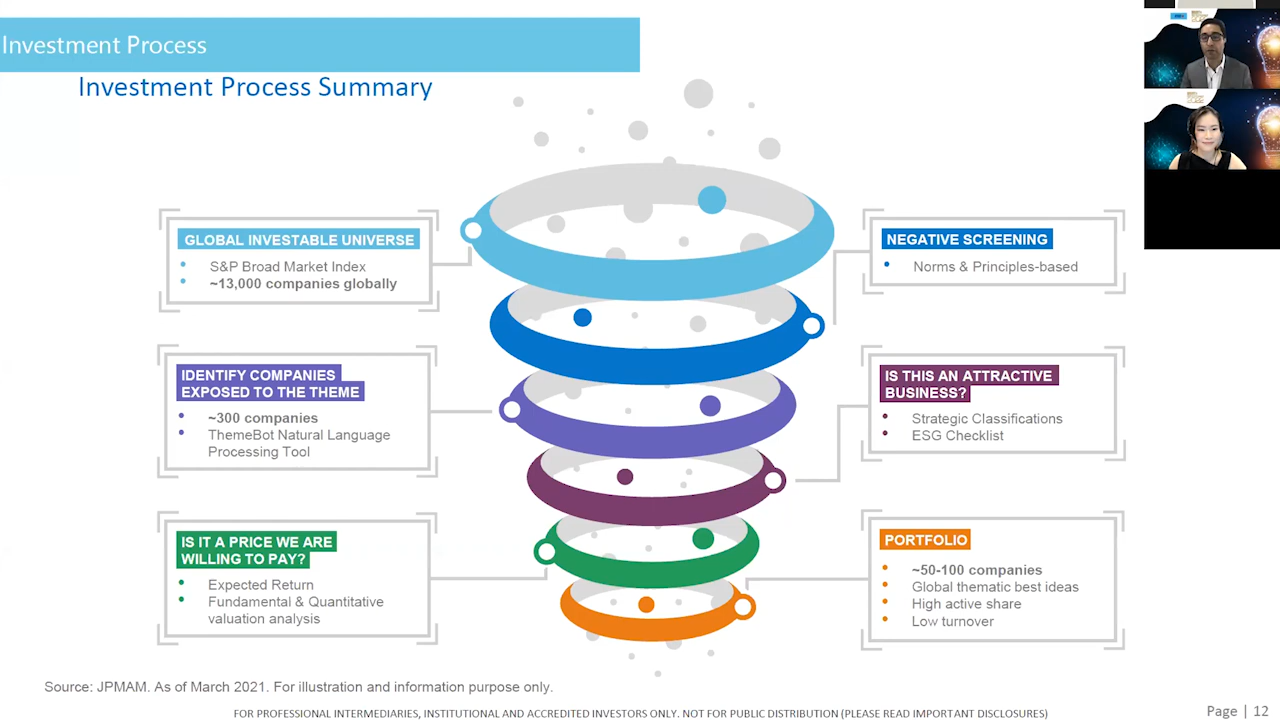 Investment Process
Investment Process Summary
GLOBAL INVESTABLE UNIVERSE
• S&P Broad Market Index
• ~13,000 companies globally
NEGATIVE SCREENING
• Norms & Principles-based
IDENTIFY COMPANIES
EXPOSED TO THE THEME
• ~300 companies
• ThemeBot Natural Language
Processing Tool
IS THIS AN ATTRACTIVE
BUSINESS?
• Strategic Classifications
• ESG Checklist
IS IT A PRICE WE ARE
WILLING TO PAY?
• Expected Return
• Fundamental & Quantitative
valuation analysis
PORTFOLIO
• ~50-100 companies
• Global thematic best ideas
• High active share
• Low turnover
Source: JPMAM. As of March 2021. For illustration and information purpose only.
FOR PROFESSIONAL INTERMEDIARIES, INSTITUTIONAL AND ACCREDITED INVESTORS ONLY. NOT FOR PUBLIC DISTRIBUTION (PLEASE READ IMPORTANT DISCLOSURES)
Page | 12